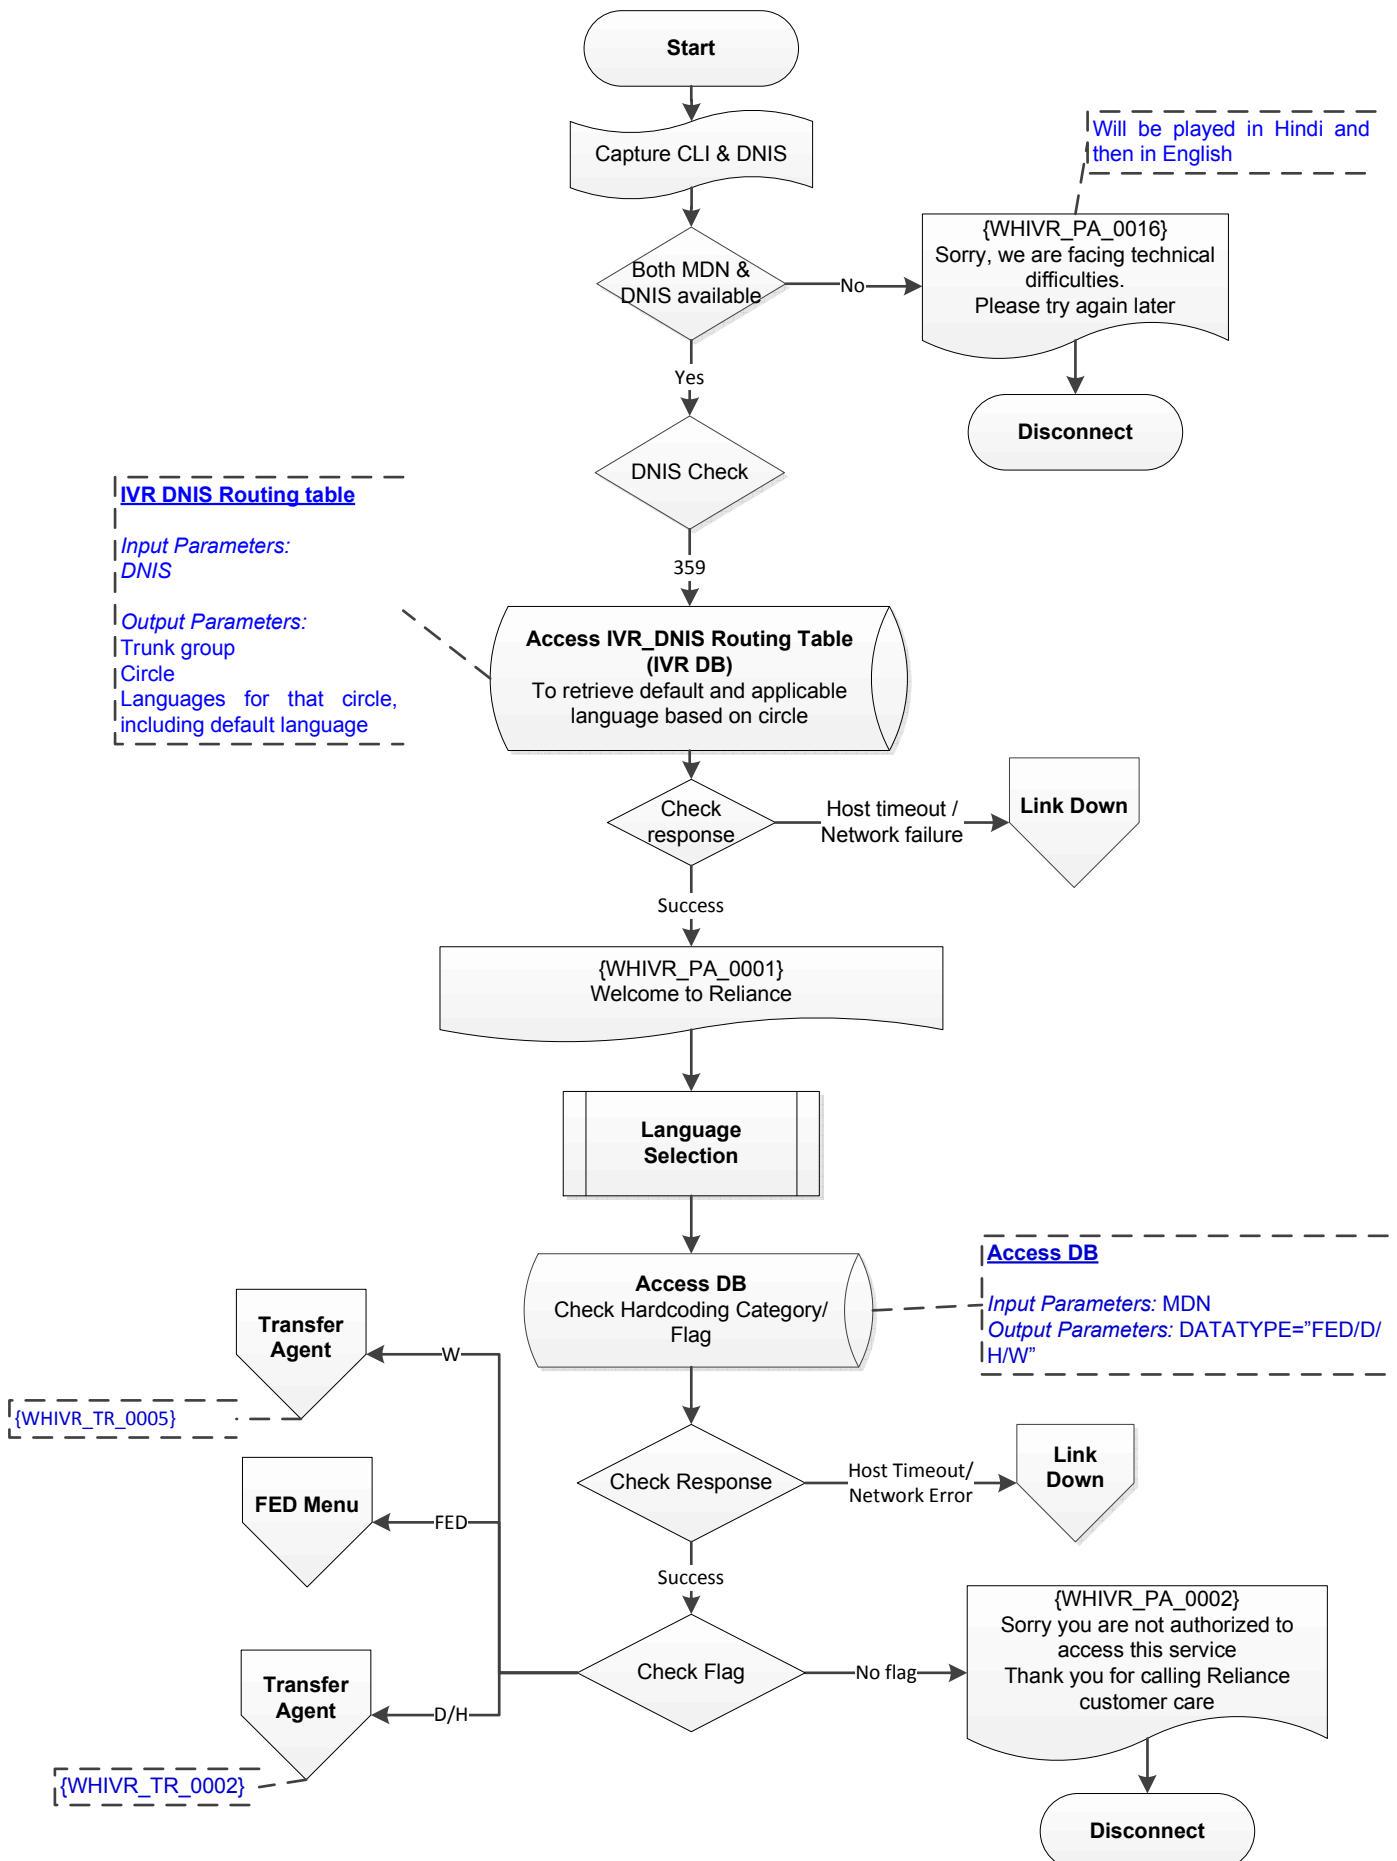 Start
Capture CLI & DNIS
Will be played in Hindi and
then in English
Both MDN &
DNIS available
No
{WHIVR_PA_0016}
Sorry, we are facing technical
difficulties.
Please try again later
Yes
Disconnect
DNIS Check
IVR DNIS Routing table
Input Parameters:
DNIS
Output Parameters:
Trunk group
Circle
Languages for that circle,
including default language
359
Access IVR_DNIS Routing Table
(IVR DB)
To retrieve default and applicable
language based on circle
Check
response
Host timeout /
Network failure
Link Down
Success
{WHIVR_PA_0001}
Welcome to Reliance
Language
Selection
Access DB
Check Hardcoding Category/
Flag
Access DB
Input Parameters: MDN
Output Parameters: DATATYPE=”FED/D/
H/W”
Transfer
Agent
W
{WHIVR_TR_0005}
Check Response
Host Timeout/
Network Error
Link
Down
FED Menu
FED
Success
Check Flag
No flag
{WHIVR_PA_0002}
Sorry you are not authorized to
access this service
Thank you for calling Reliance
customer care
Transfer
Agent
D/H
{WHIVR_TR_0002}
Disconnect